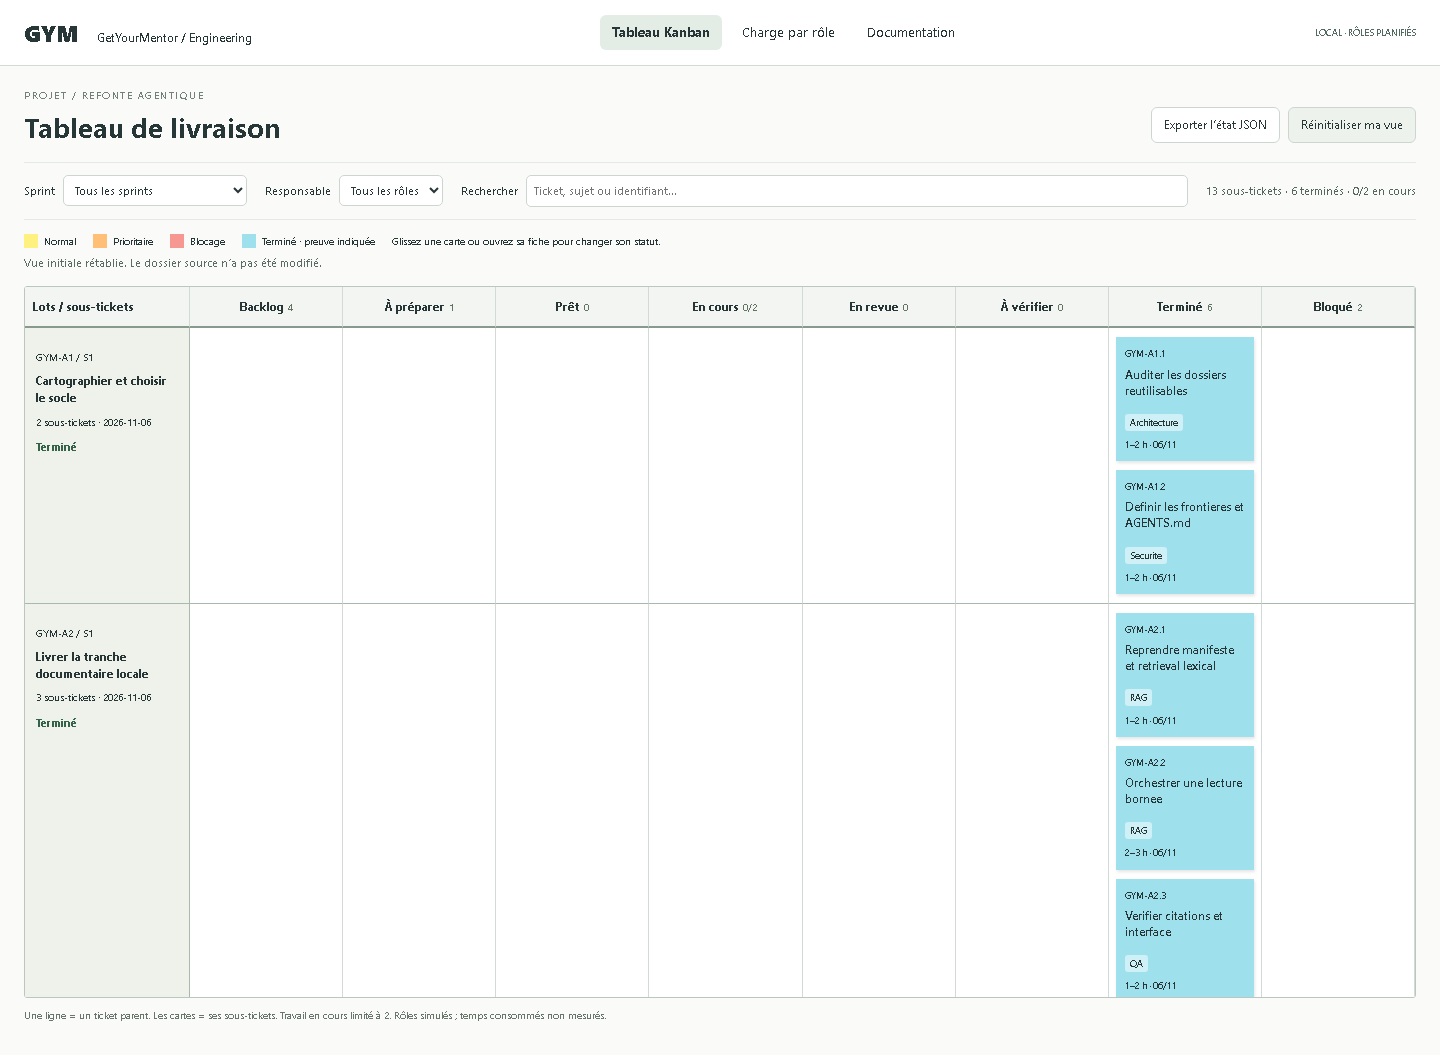 GYM
GetYourMentor / Engineering
Tableau Kanban
Charge par rôle
Documentation
LOCAL · RÔLES PLANIFIÉS
PROJET / REFONTE AGENTIQUE
Tableau de livraison
Exporter l'état JSON
Réinitialiser ma vue
Sprint
Tous les sprints
Responsable
Tous les rôles
Rechercher
Ticket, sujet ou identifiant…
13 sous-tickets · 6 terminés · 0/2 en cours
Normal
Prioritaire
Blocage
Terminé · preuve indiquée
Glissez une carte ou ouvrez sa fiche pour changer son statut.
Vue initiale rétablie. Le dossier source n'a pas été modifié.
Lots / sous-tickets
Backlog 4
À préparer 1
Prêt 0
En cours 0/2
En revue 0
À vérifier 0
Terminé 6
Bloqué 2
GYM-A1 / S1
Cartographier et choisir
le socle
2 sous-tickets · 2026-11-06
Terminé
GYM-A1.1
Auditer les dossiers
reutilisables
Architecture
1–2 h · 06/11
GYM-A1.2
Definir les frontieres et
AGENTS.md
Securite
1–2 h · 06/11
GYM-A2 / S1
Livrer la tranche
documentaire locale
3 sous-tickets · 2026-11-06
Terminé
GYM-A2.1
Reprendre manifeste
et retrieval lexical
RAG
1–2 h · 06/11
GYM-A2.2
Orchestrer une lecture
bornee
RAG
2–3 h · 06/11
GYM-A2.3
Verifier citations et
interface
QA
1–2 h · 06/11
Une ligne = un ticket parent. Les cartes = ses sous-tickets. Travail en cours limité à 2. Rôles simulés ; temps consommés non mesurés.